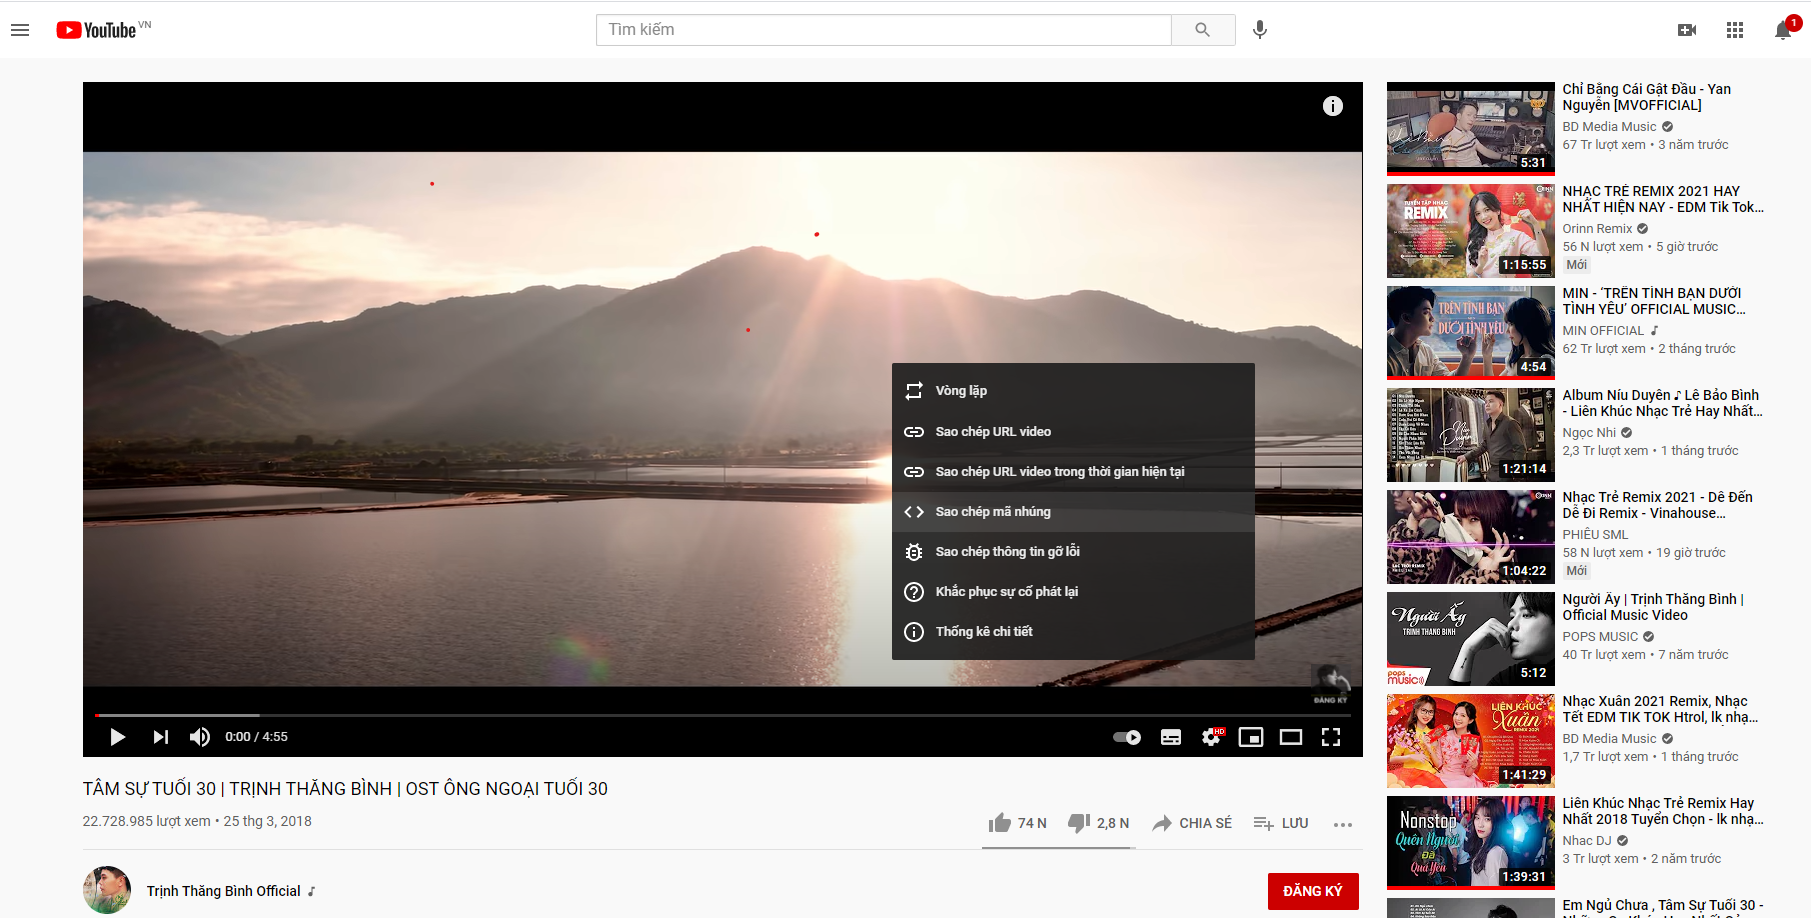 YouTube VN
Tìm kiếm
1
Vòng lặp
Sao chép URL video
Sao chép URL video trong thời gian hiện tại
Sao chép mã nhúng
Sao chép thông tin gỡ lỗi
Khắc phục sự cố phát lại
Thống kê chi tiết
ĐĂNG KÝ
0:00 / 4:55
HD
TÂM SỰ TUỔI 30 | TRỊNH THĂNG BÌNH | OST ÔNG NGOẠI TUỔI 30
22.728.985 lượt xem • 25 thg 3, 2018
74 N
2,8 N
CHIA SẺ
LƯU
Trịnh Thăng Bình Official
ĐĂNG KÝ
5:31
Chỉ Bằng Cái Gật Đầu - Yan
Nguyễn [MVOFFICIAL]
BD Media Music
67 Tr lượt xem • 3 năm trước
TUYỂN TẬP NHẠC
REMIX
1:15:55
NHẠC TRẺ REMIX 2021 HAY
NHẤT HIỆN NAY - EDM Tik Tok...
Orinn Remix
56 N lượt xem • 5 giờ trước
Mới
TRÊN TÌNH BẠN
DƯỚI TÌNH YÊU
4:54
MIN - ‘TRÊN TÌNH BẠN DƯỚI
TÌNH YÊU’ OFFICIAL MUSIC...
MIN OFFICIAL
62 Tr lượt xem • 2 tháng trước
Níu Duyên
1:21:14
Album Níu Duyên ♪ Lê Bảo Bình
- Liên Khúc Nhạc Trẻ Hay Nhất...
Ngọc Nhi
2,3 Tr lượt xem • 1 tháng trước
1:04:22
Nhạc Trẻ Remix 2021 - Dê Đến
Dễ Đi Remix - Vinahouse...
PHIÊU SML
58 N lượt xem • 19 giờ trước
Mới
Người Ấy
TRINH THANG BINH
pops
music
5:12
Người Ấy | Trịnh Thăng Bình |
Official Music Video
POPS MUSIC
40 Tr lượt xem • 7 năm trước
LIÊN KHÚC
Xuân
REMIX 2021
1:41:29
Nhạc Xuân 2021 Remix, Nhạc
Tết EDM TIK TOK Htrol, lk nhạ...
BD Media Music
1,7 Tr lượt xem • 1 tháng trước
Nonstop
Quên Người
Đã
Quá Yêu
1:39:31
Liên Khúc Nhạc Trẻ Remix Hay
Nhất 2018 Tuyển Chọn - lk nhạ...
Nhac DJ
3 Tr lượt xem • 2 năm trước
Em Ngủ Chưa , Tâm Sự Tuổi 30 -